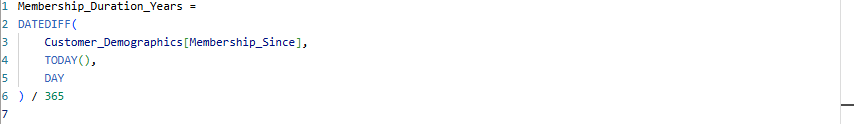 1 Membership_Duration_Years =
2 DATEDIFF(
3     Customer_Demographics[Membership_Since],
4     TODAY(),
5     DAY
6 ) / 365
7